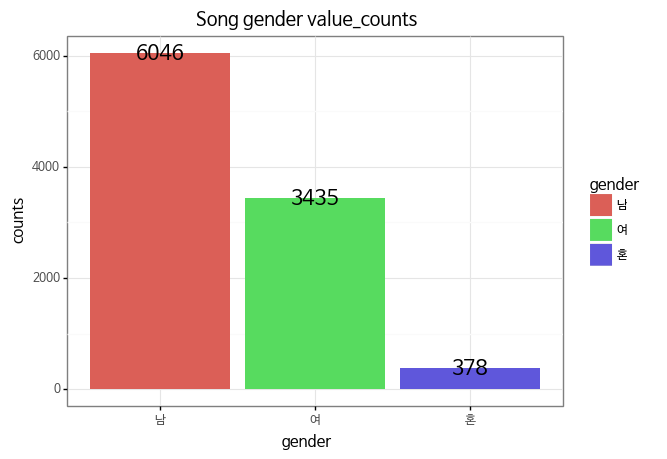 Song gender value_counts
6000
4000
2000
0
counts
6046
3435
378
남
여
혼
gender
gender
남
여
혼